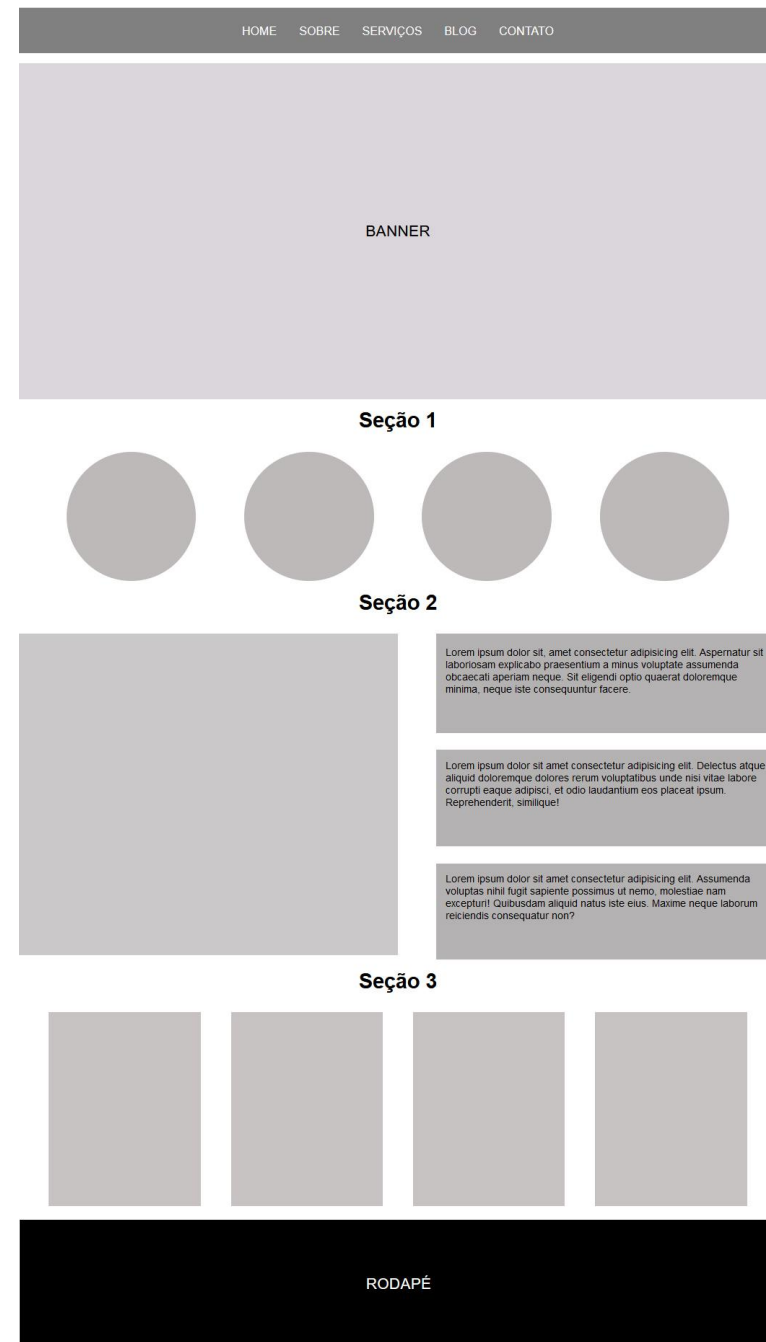 HOME SOBRE SERVIÇOS BLOG CONTATO
BANNER
Seção 1
Seção 2
Lorem ipsum dolor sit, amet consectetur adipisicing elit. Aspernatur sit
laboriosam explicabo praesentium a minus voluptate assumenda
obcaecati aperiam neque. Sit eligendi optio quaerat doloremque
minima, neque iste consequuntur facere.
Lorem ipsum dolor sit amet consectetur adipisicing elit. Delectus atque
aliquid doloremque dolores rerum voluptatibus unde nisi vitae labore
corrupti eaque adipisci, et odio laudantium eos placeat ipsum.
Reprehenderit, similique!
Lorem ipsum dolor sit amet consectetur adipisicing elit. Assumenda
voluptas nihil fugit sapiente possimus ut nemo, molestiae nam
excepturi! Quibusdam aliquid natus iste eius. Maxime neque laborum
reiciendis consequatur non?
Seção 3
RODAPÉ